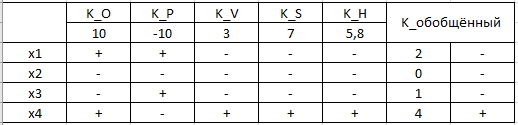 K_O K_P K_V K_S K_H K_обобщённый
10 -10 3 7 5,8
x1 + + - - - 2 -
x2 - - - - - 0 -
x3 - + - - - 1 -
x4 + - + + + 4 +